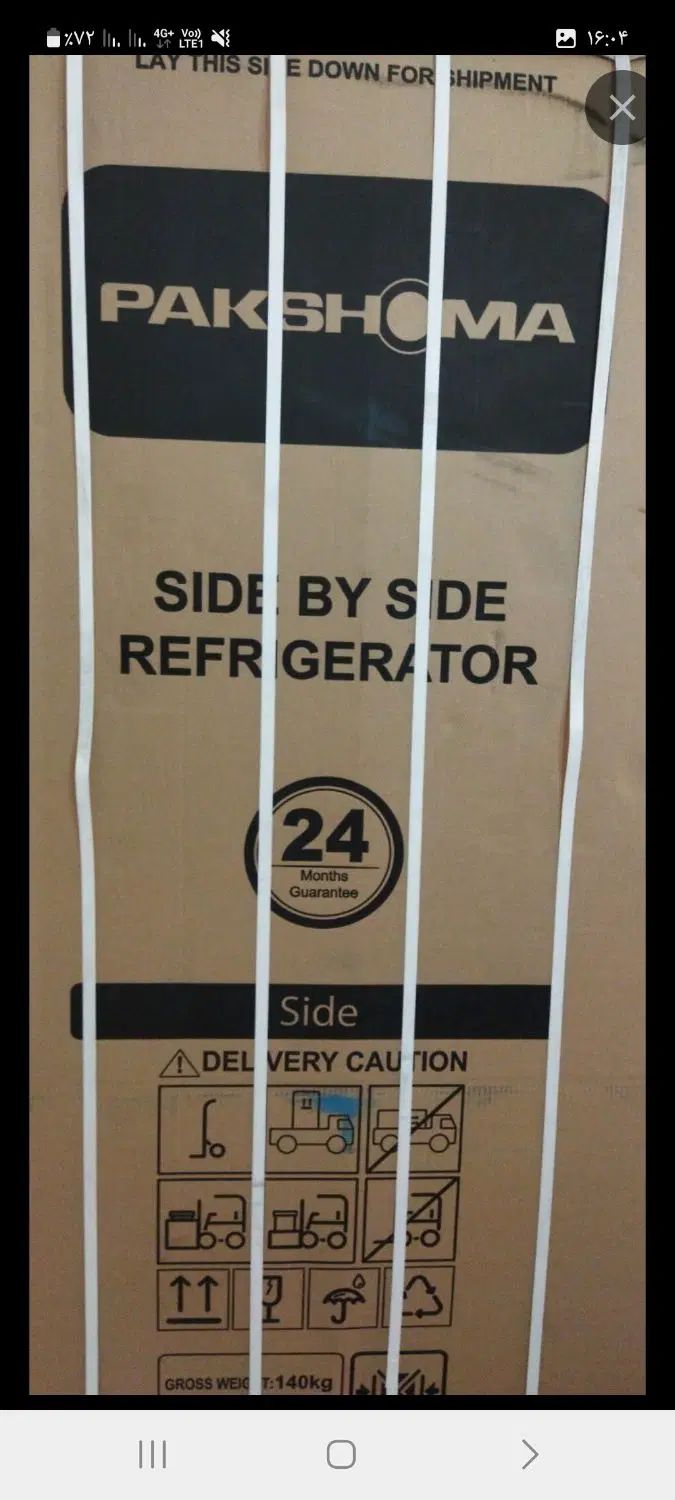 ٪۷۲ 4G+ Vo)) LTE1 ۱۶:۰۴
LAY THIS SIDE DOWN FOR SHIPMENT
PAKSHOMA
SIDE BY SIDE
REFRIGERATOR
24
Months
Guarantee
Side
DELIVERY CAUTION
GROSS WEIGHT:140kg